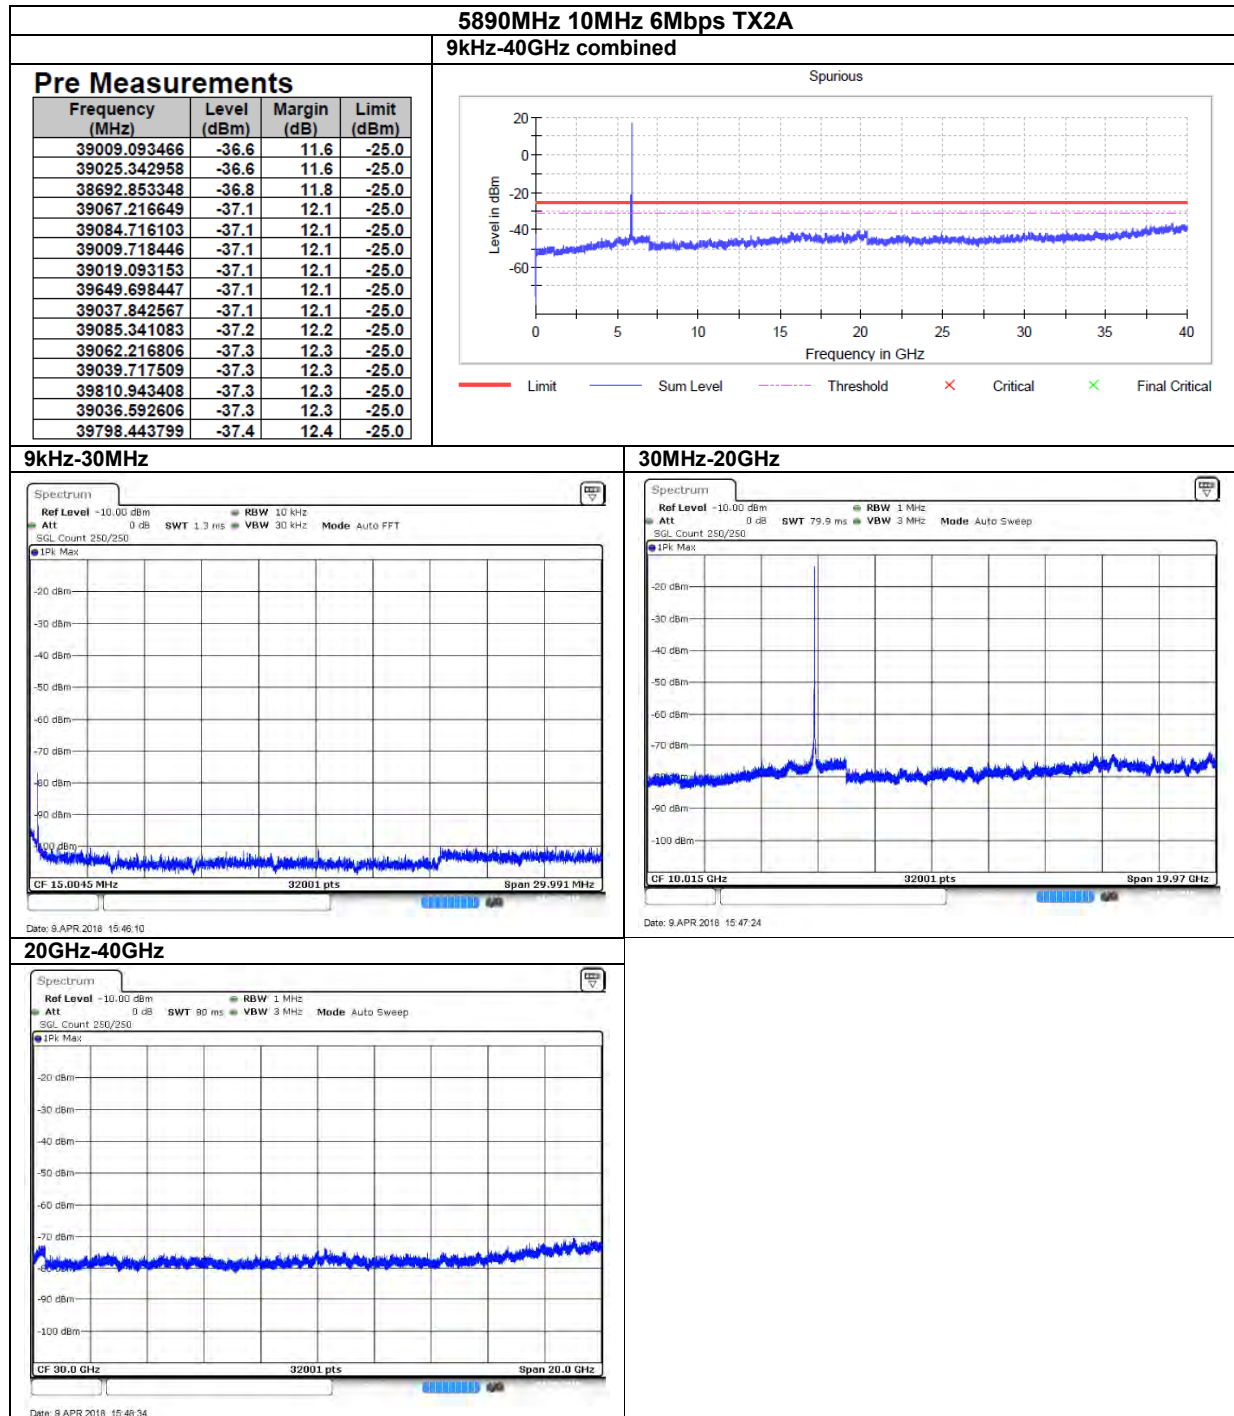 5890MHz 10MHz 6Mbps TX2A
9kHz-40GHz combined
Pre Measurements
Frequency (MHz) Level (dBm) Margin (dB) Limit (dBm)
39009.093466 -36.6 11.6 -25.0
39025.342958 -36.6 11.6 -25.0
38692.853348 -36.8 11.8 -25.0
39067.216649 -37.1 12.1 -25.0
39084.716103 -37.1 12.1 -25.0
39009.718446 -37.1 12.1 -25.0
39019.093153 -37.1 12.1 -25.0
39649.698447 -37.1 12.1 -25.0
39037.842567 -37.1 12.1 -25.0
39085.341083 -37.2 12.2 -25.0
39062.216806 -37.3 12.3 -25.0
39039.717509 -37.3 12.3 -25.0
39810.943408 -37.3 12.3 -25.0
39036.592606 -37.3 12.3 -25.0
39798.443799 -37.4 12.4 -25.0
Spurious
Level in dBm
20
0
-20
-40
-60
0 5 10 15 20 25 30 35 40
Frequency in GHz
Limit Sum Level Threshold Critical Final Critical
9kHz-30MHz
Spectrum
Ref Level -10.00 dBm RBW 10 kHz
Att 0 dB SWT 1.3 ms VBW 30 kHz Mode Auto FFT
SGL Count 250/250
1Pk Max
-20 dBm
-30 dBm
-40 dBm
-50 dBm
-60 dBm
-70 dBm
-80 dBm
-90 dBm
CF 15.0045 MHz 32001 pts Span 29.991 MHz
Date: 9.APR.2018 15:46:10
30MHz-20GHz
Spectrum
Ref Level -10.00 dBm RBW 1 MHz
Att 0 dB SWT 79.9 ms VBW 3 MHz Mode Auto Sweep
SGL Count 250/250
1Pk Max
-20 dBm
-30 dBm
-40 dBm
-50 dBm
-60 dBm
-70 dBm
-90 dBm
-100 dBm
CF 10.015 GHz 32001 pts Span 19.97 GHz
Date: 9.APR.2018 15:47:24
20GHz-40GHz
Spectrum
Ref Level -10.00 dBm RBW 1 MHz
Att 0 dB SWT 80 ms VBW 3 MHz Mode Auto Sweep
SGL Count 250/250
1Pk Max
-20 dBm
-30 dBm
-40 dBm
-50 dBm
-60 dBm
-70 dBm
-90 dBm
-100 dBm
CF 30.0 GHz 32001 pts Span 20.0 GHz
Date: 9.APR.2018 15:48:34